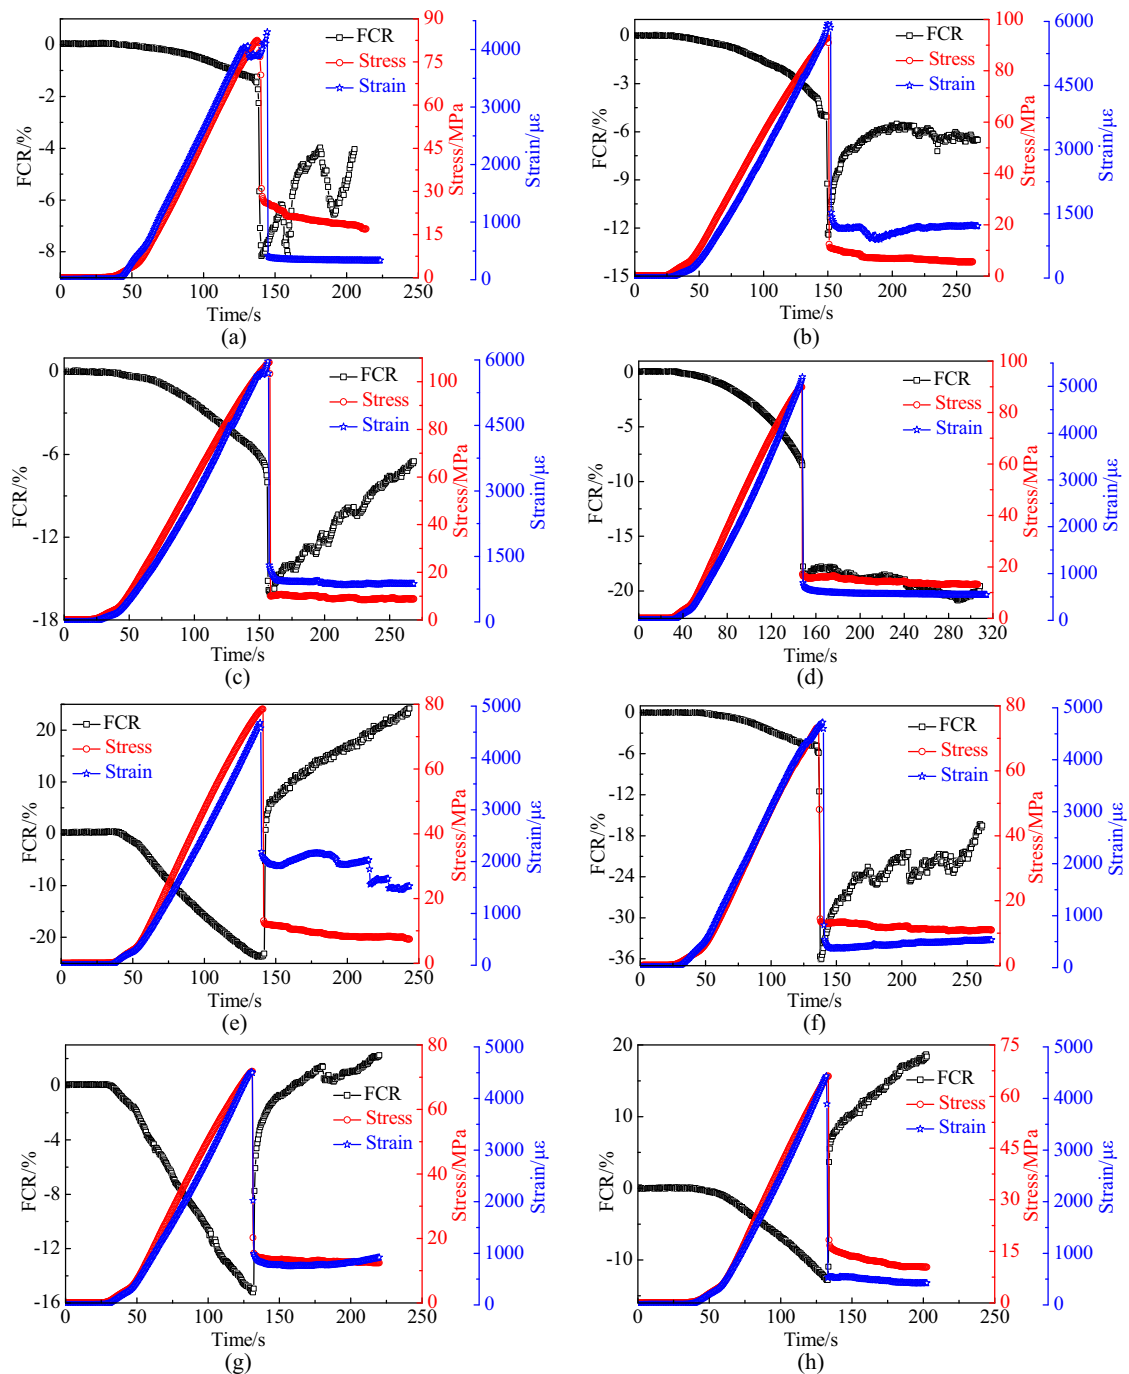 FCR
Stress
Strain
FCR/%
0
-2
-4
-6
-8
0 50 100 150 200 250
Time/s
0 15 30 45 60 75 90
Stress/MPa
0 1000 2000 3000 4000
Strain/με
(a)
FCR
Stress
Strain
FCR/%
0
-3
-6
-9
-12
-15
0 50 100 150 200 250
Time/s
0 20 40 60 80 100
Stress/MPa
0 1500 3000 4500 6000
Strain/με
(b)
FCR
Stress
Strain
FCR/%
0
-6
-12
-18
0 50 100 150 200 250
Time/s
0 20 40 60 80 100
Stress/MPa
0 1500 3000 4500 6000
Strain/με
(c)
FCR
Stress
Strain
FCR/%
0
-5
-10
-15
-20
0 40 80 120 160 200 240 280 320
Time/s
0 20 40 60 80 100
Stress/MPa
0 1000 2000 3000 4000 5000
Strain/με
(d)
FCR
Stress
Strain
FCR/%
20
10
0
-10
-20
0 50 100 150 200 250
Time/s
0 20 40 60 80
Stress/MPa
0 1000 2000 3000 4000 5000
Strain/με
(e)
FCR
Stress
Strain
FCR/%
0
-6
-12
-18
-24
-30
-36
0 50 100 150 200 250
Time/s
0 20 40 60 80
Stress/MPa
0 1000 2000 3000 4000 5000
Strain/με
(f)
FCR
Stress
Strain
FCR/%
0
-4
-8
-12
-16
0 50 100 150 200 250
Time/s
0 20 40 60 80
Stress/MPa
0 1000 2000 3000 4000 5000
Strain/με
(g)
FCR
Stress
Strain
FCR/%
20
10
0
-10
0 50 100 150 200 250
Time/s
0 15 30 45 60 75
Stress/MPa
0 1000 2000 3000 4000 5000
Strain/με
(h)